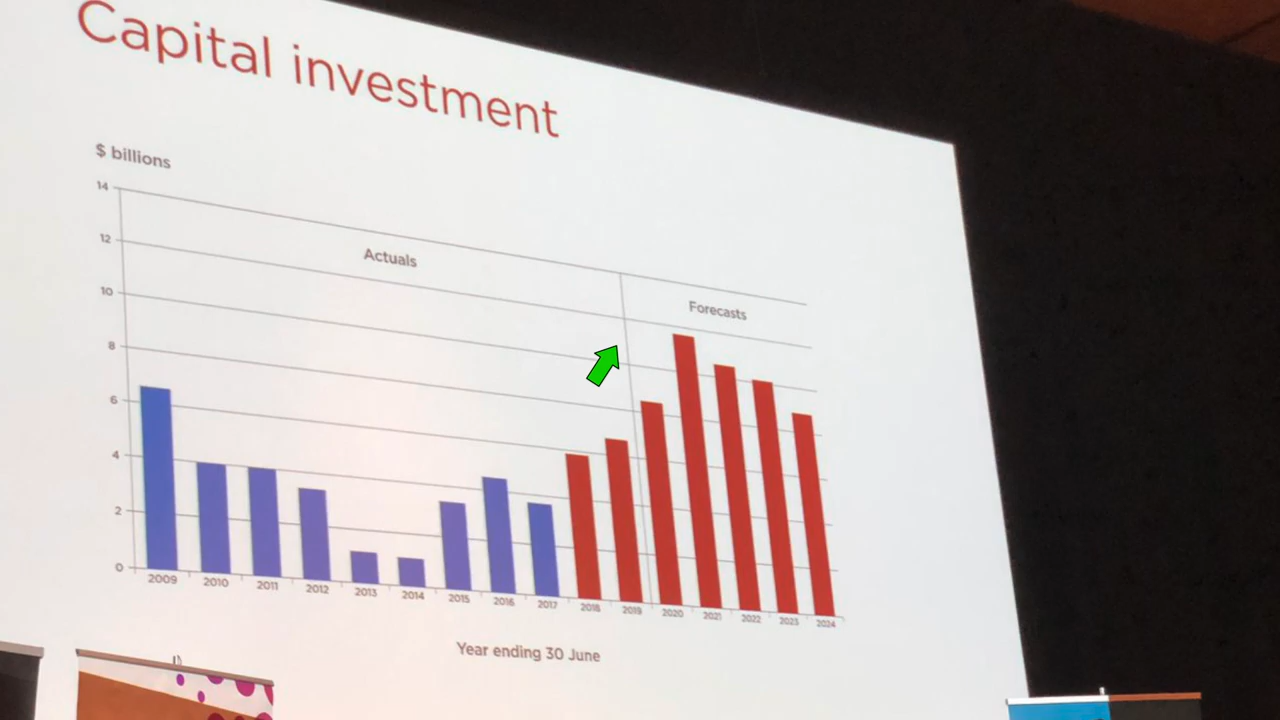 Capital investment
$ billions
14
12
10
8
6
4
2
0
Actuals
Forecasts
2009 2010 2011 2012 2013 2014 2015 2016 2017 2018 2019 2020 2021 2022 2023 2024
Year ending 30 June